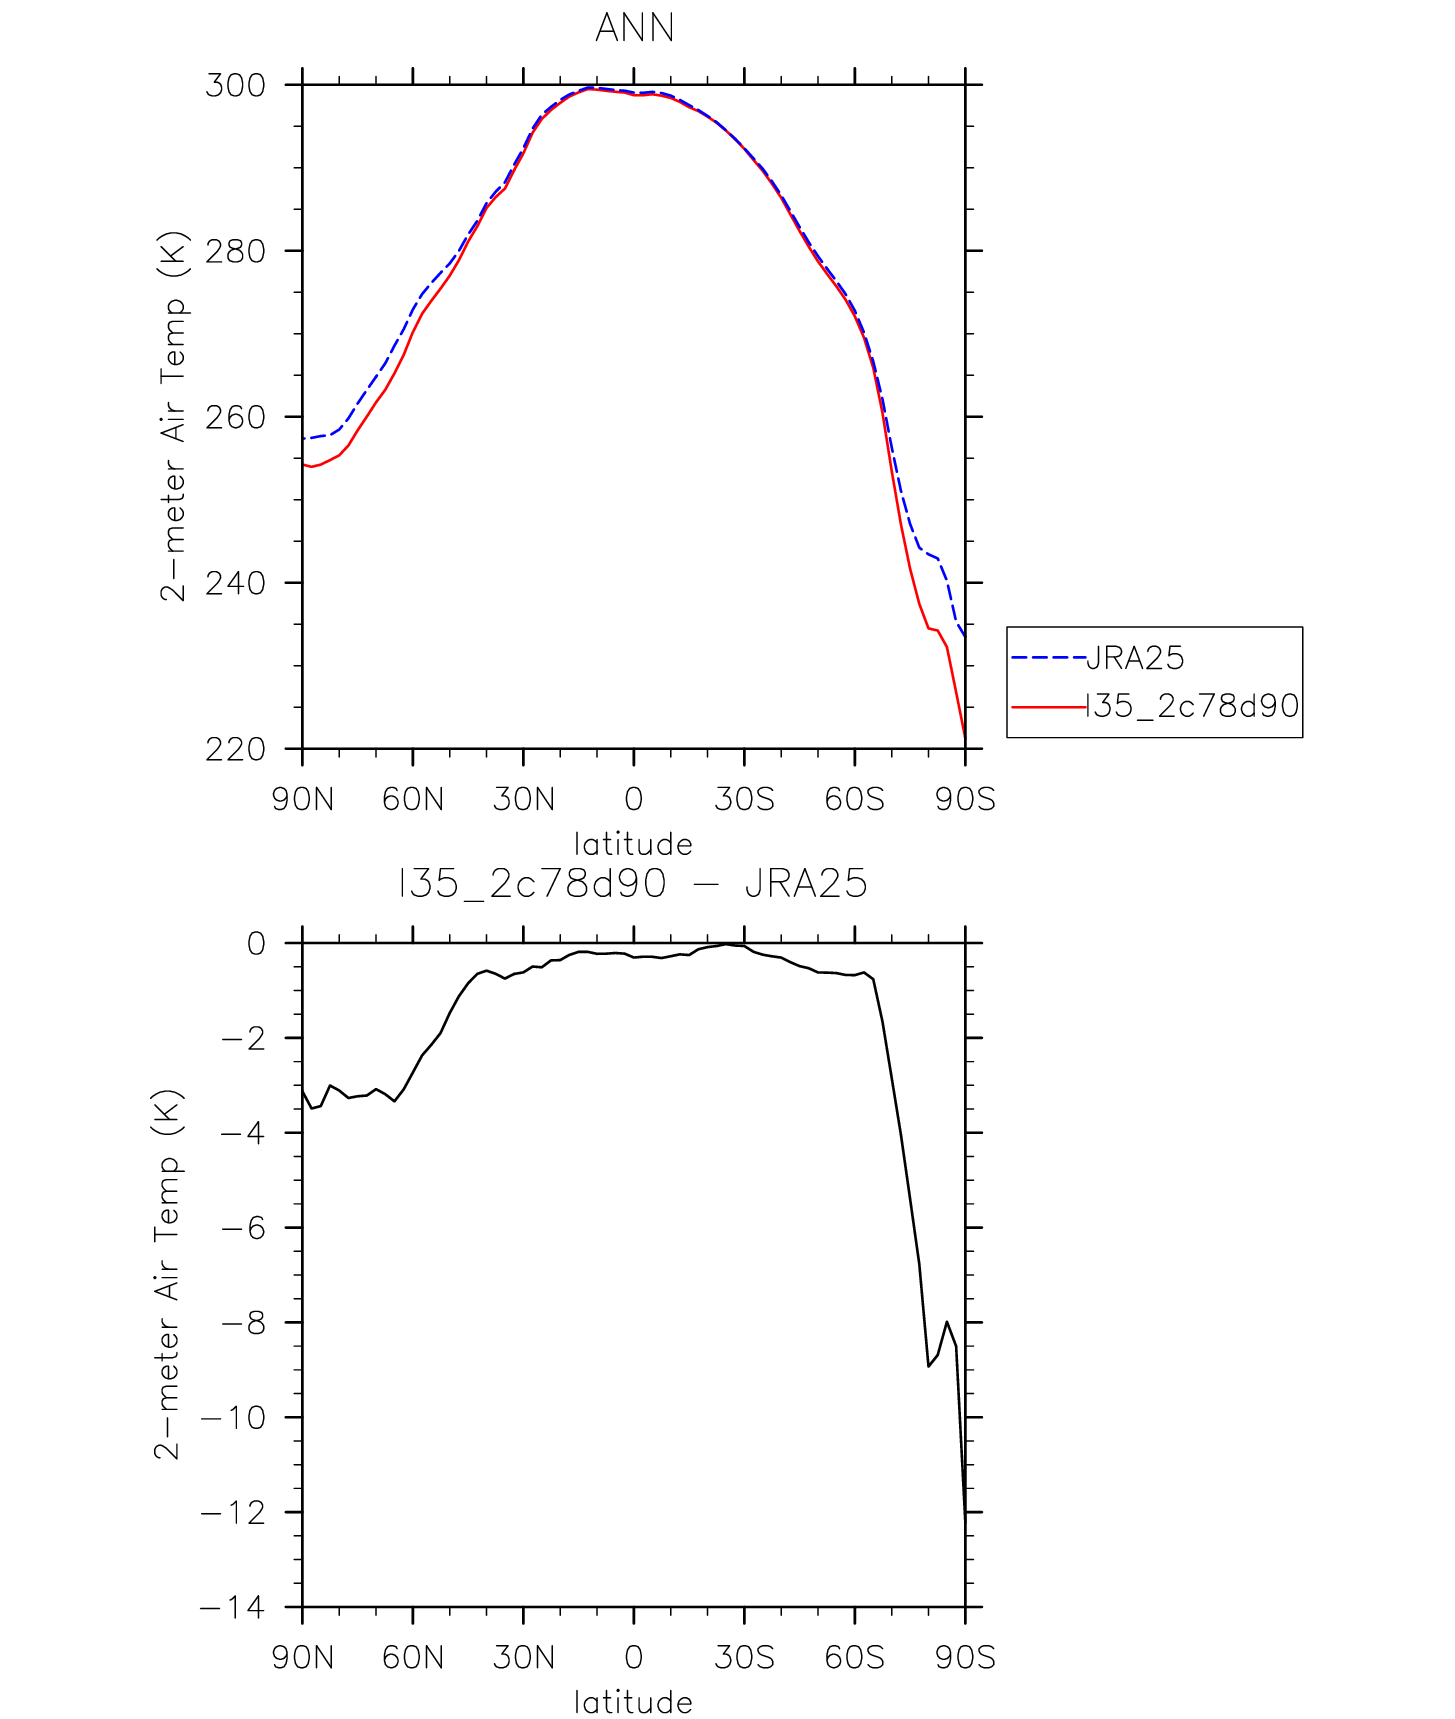 ANN
300
280
260
240
220
2-meter Air Temp (K)
90N 60N 30N 0 30S 60S 90S
latitude
JRA25
I35_2c78d90
I35_2c78d90 - JRA25
0
-2
-4
-6
-8
-10
-12
-14
2-meter Air Temp (K)
90N 60N 30N 0 30S 60S 90S
latitude